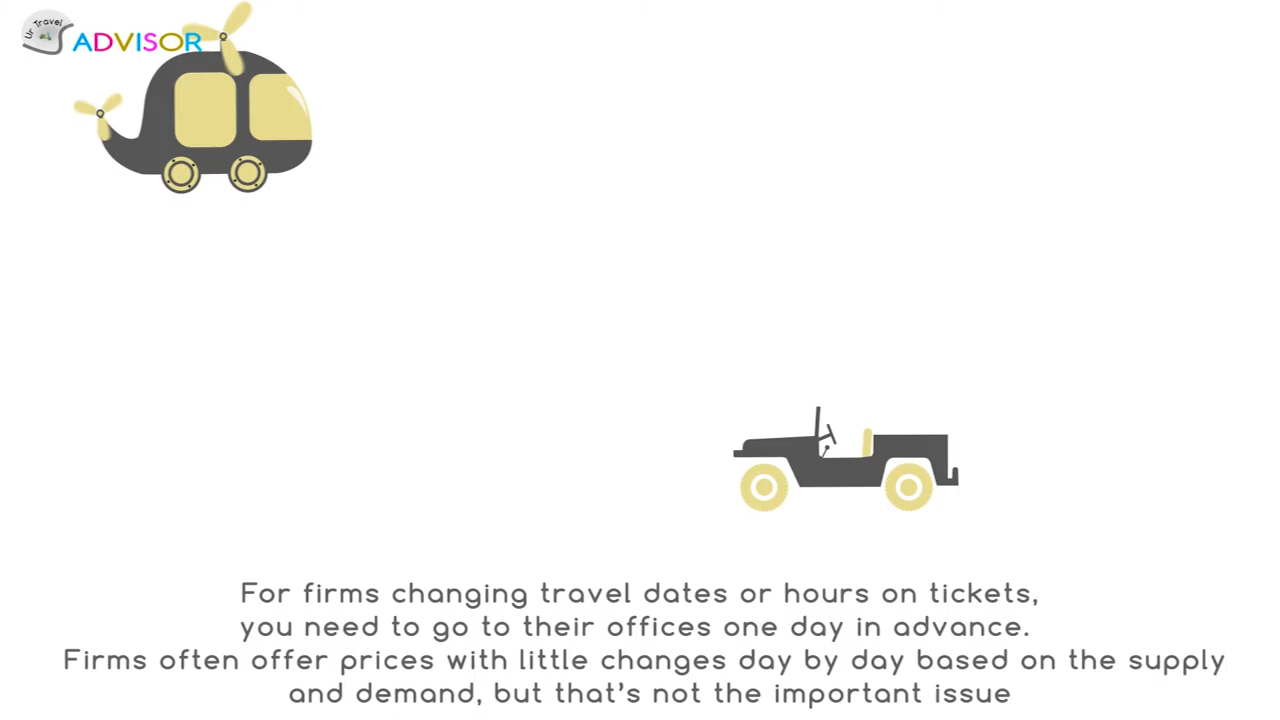 Ur Travel
ADVISOR
For firms changing travel dates or hours on tickets,
you need to go to their offices one day in advance.
Firms often offer prices with little changes day by day based on the supply
and demand, but that's not the important issue